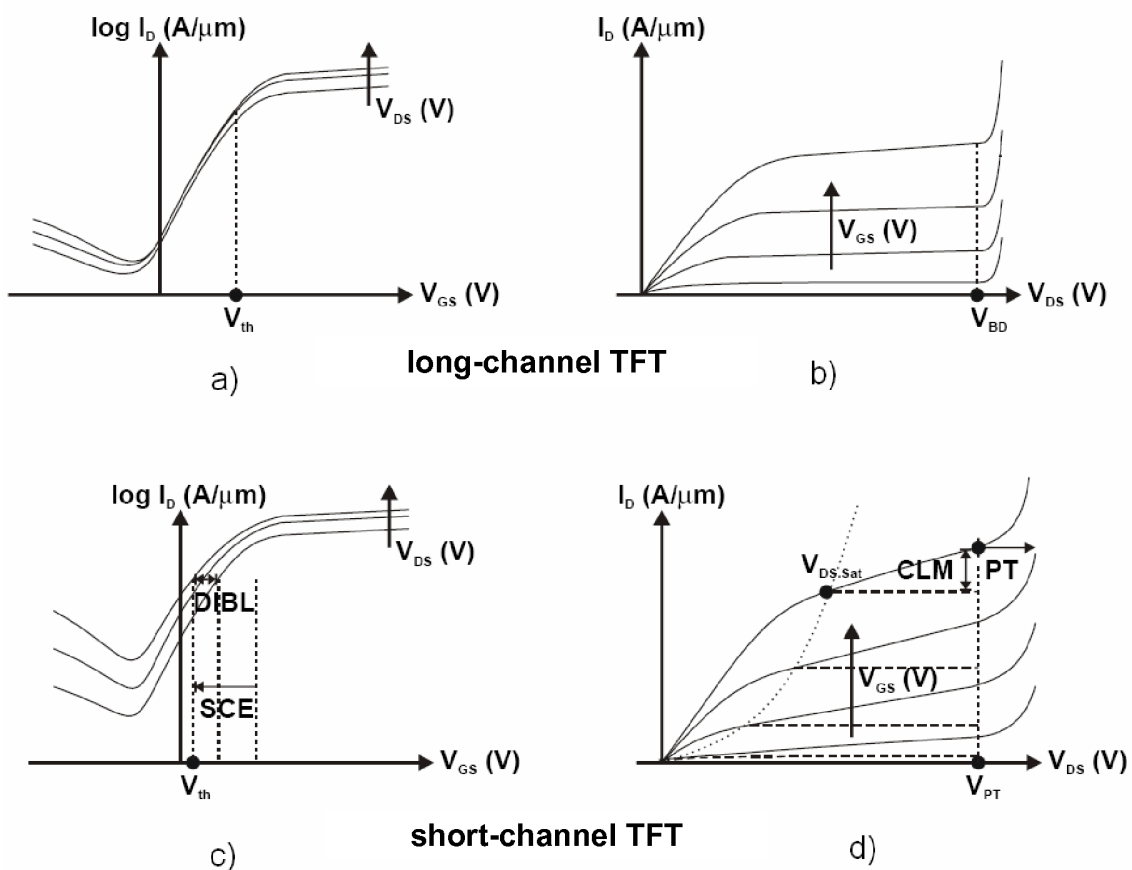 log I_D (A/μm)
V_DS (V)
V_GS (V)
V_th
a)
I_D (A/μm)
V_GS (V)
V_DS (V)
V_BD
b)
long-channel TFT
log I_D (A/μm)
V_DS (V)
DIBL
SCE
V_GS (V)
V_th
c)
I_D (A/μm)
V_DS.Sat
CLM
PT
V_GS (V)
V_DS (V)
V_PT
d)
short-channel TFT